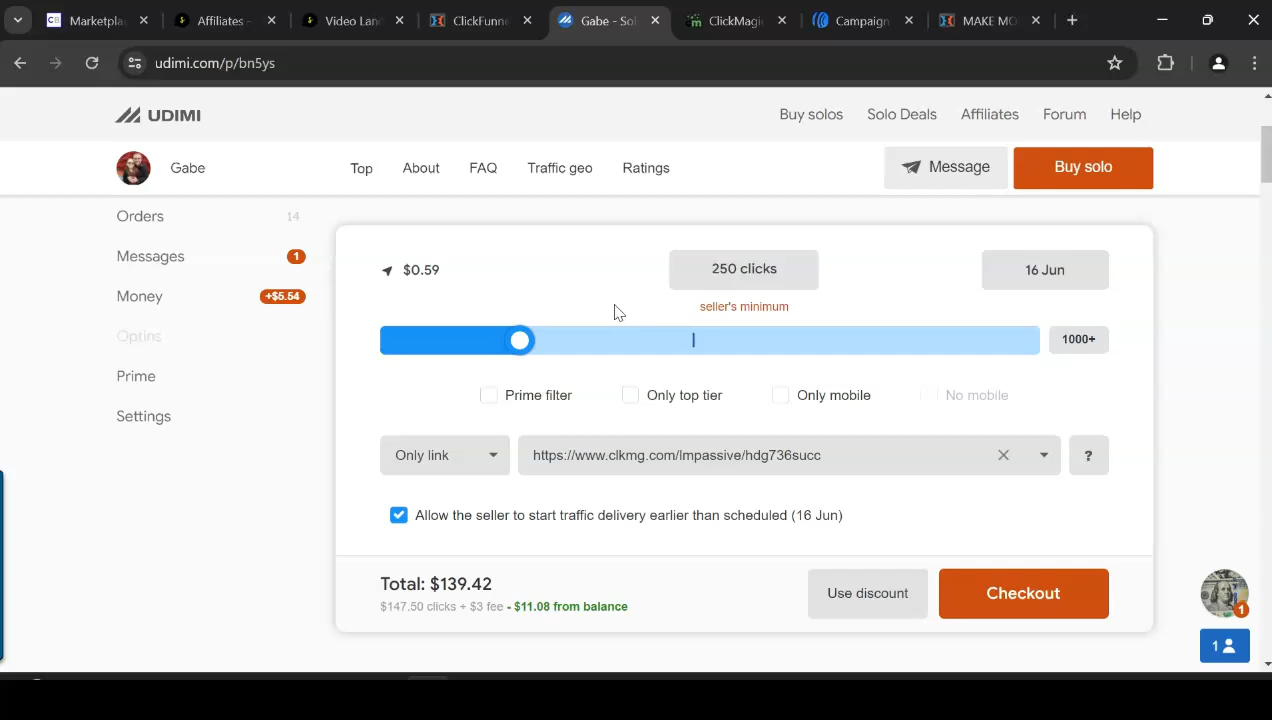 Marketpla
Affiliates -
Video Lan
ClickFunne
Gabe - Sol
ClickMagi
Campaign
MAKE MO
udimi.com/p/bn5ys
UDIMI
Buy solos
Solo Deals
Affiliates
Forum
Help
Gabe
Top
About
FAQ
Traffic geo
Ratings
Message
Buy solo
Orders 14
Messages 1
Money +$5.54
Optins
Prime
Settings
$0.59
250 clicks
16 Jun
seller's minimum
1000+
Prime filter
Only top tier
Only mobile
No mobile
Only link
https://www.clkmg.com/lmpassive/hdg736succ
?
Allow the seller to start traffic delivery earlier than scheduled (16 Jun)
Total: $139.42
$147.50 clicks + $3 fee - $11.08 from balance
Use discount
Checkout
1
1